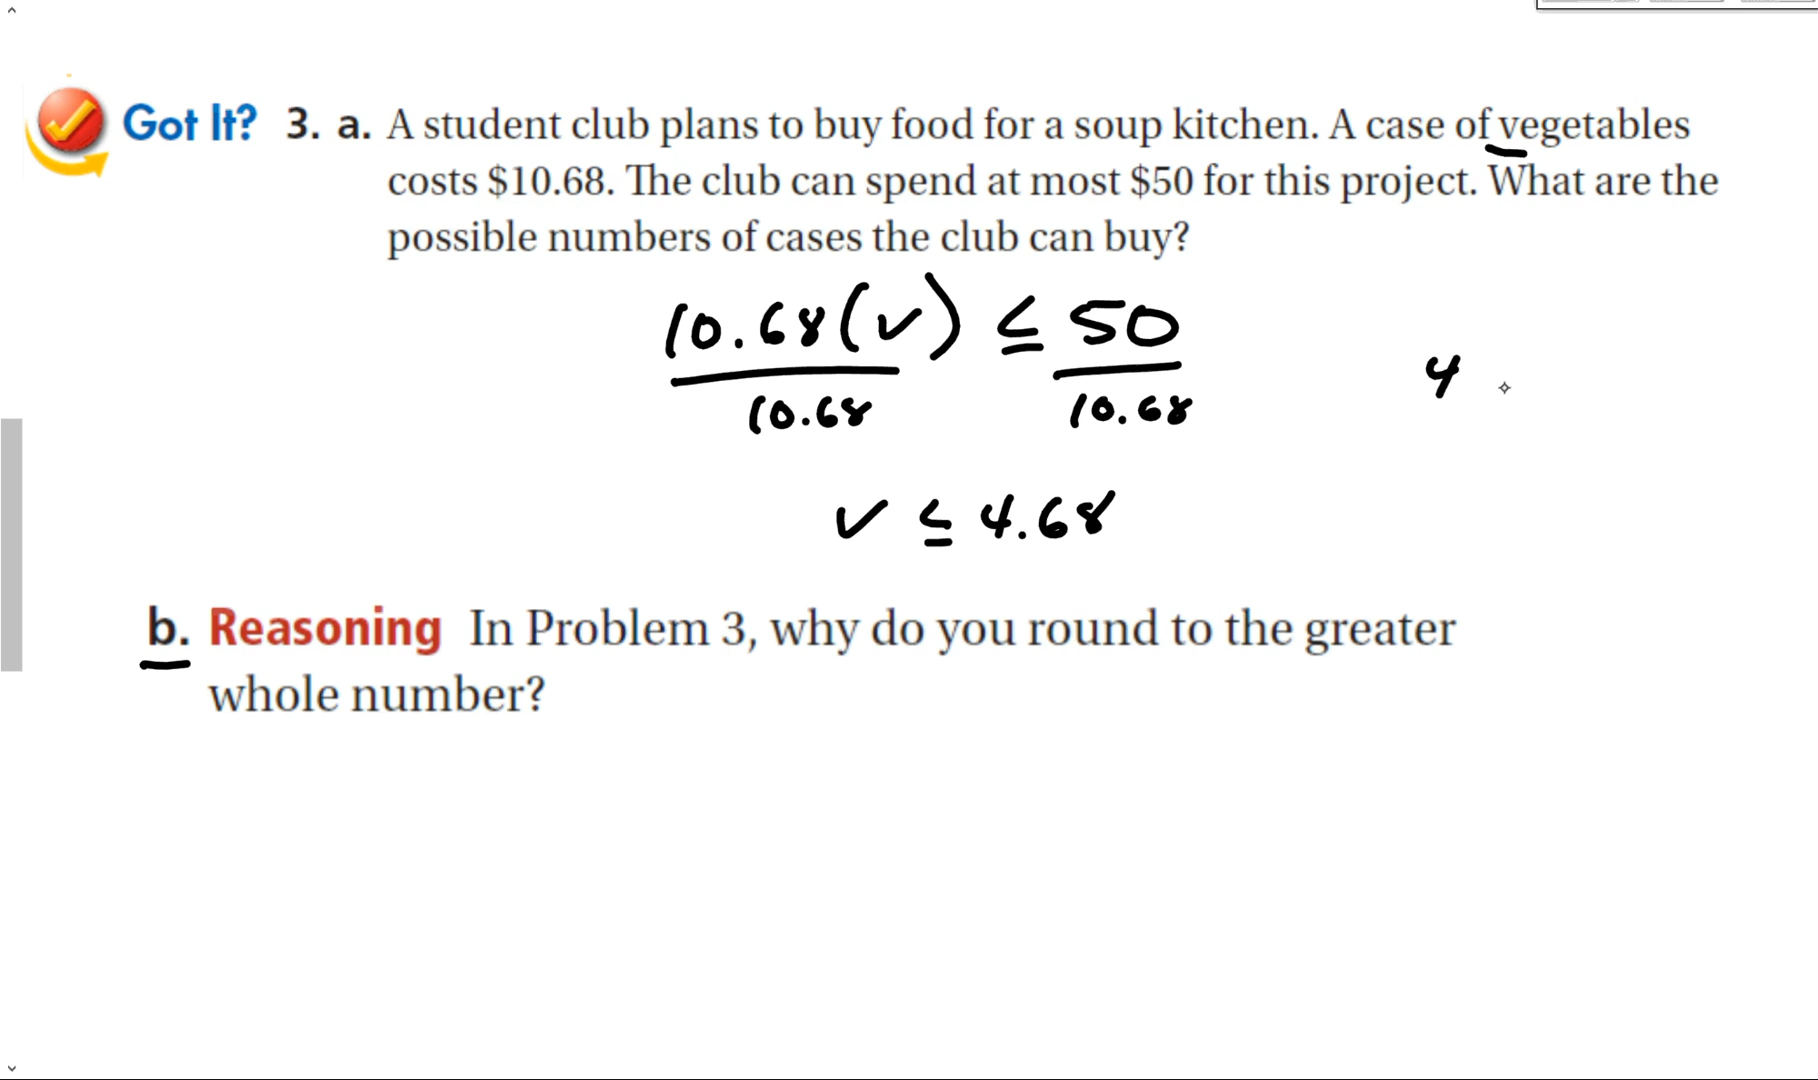 Got It? 3. a. A student club plans to buy food for a soup kitchen. A case of vegetables
costs $10.68. The club can spend at most $50 for this project. What are the
possible numbers of cases the club can buy?
10.68(v) ≤ 50
10.68 10.68
4
v ≤ 4.68
b. Reasoning In Problem 3, why do you round to the greater
whole number?